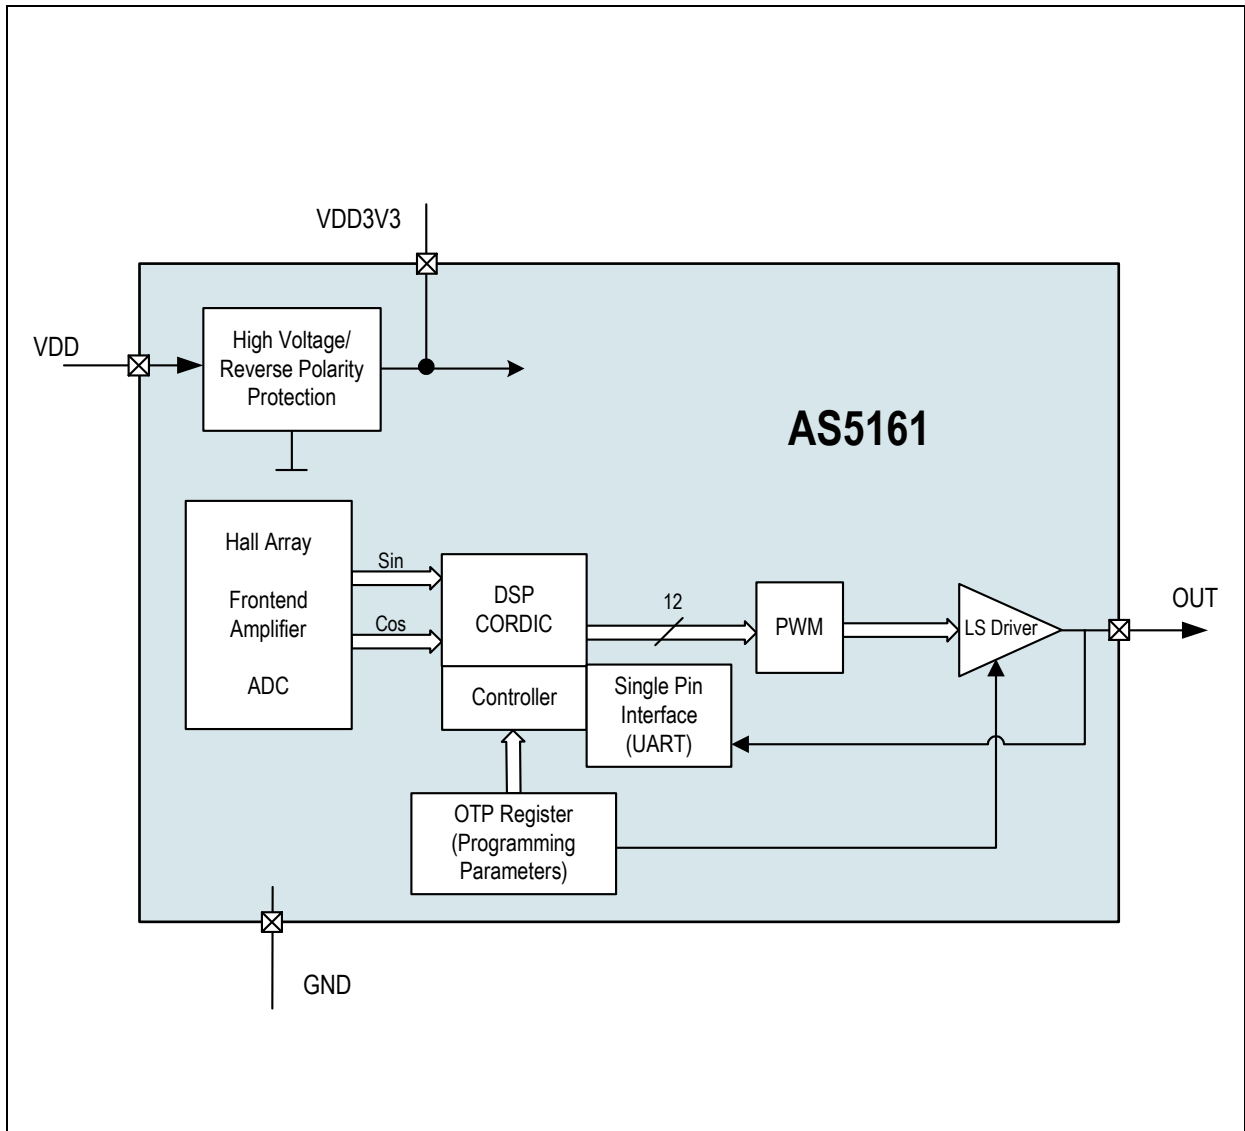 VDD3V3
VDD
High Voltage/
Reverse Polarity
Protection
AS5161
Hall Array
Frontend
Amplifier
ADC
Sin
Cos
DSP
CORDIC
Controller
12
PWM
LS Driver
OUT
Single Pin
Interface
(UART)
OTP Register
(Programming
Parameters)
GND